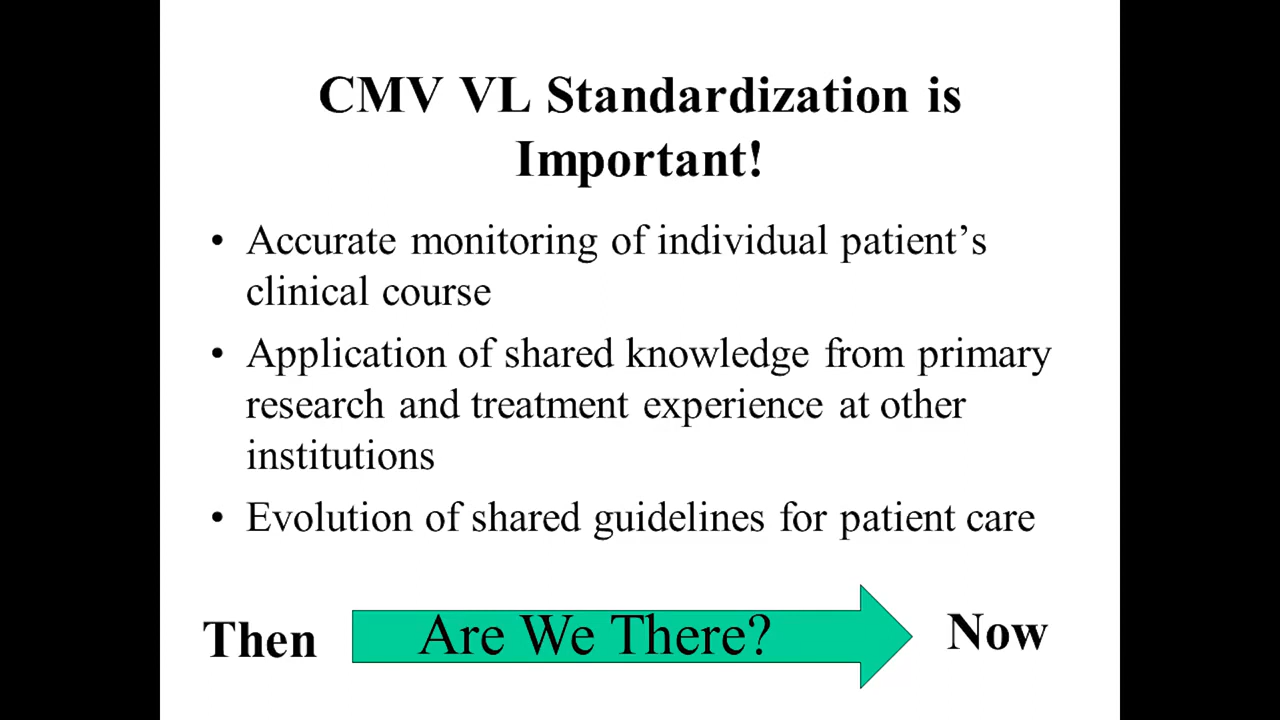 CMV VL Standardization is
Important!
• Accurate monitoring of individual patient’s
clinical course
• Application of shared knowledge from primary
research and treatment experience at other
institutions
• Evolution of shared guidelines for patient care
Then Are We There? Now